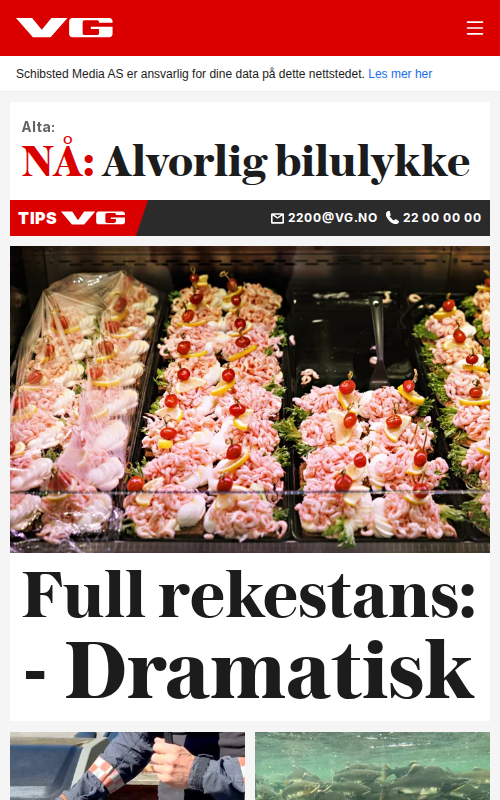 VG
Schibsted Media AS er ansvarlig for dine data på dette nettstedet. Les mer her
Alta:
NÅ: Alvorlig bilulykke
TIPS VG
2200@VG.NO 22 00 00 00
Full rekestans:
- Dramatisk